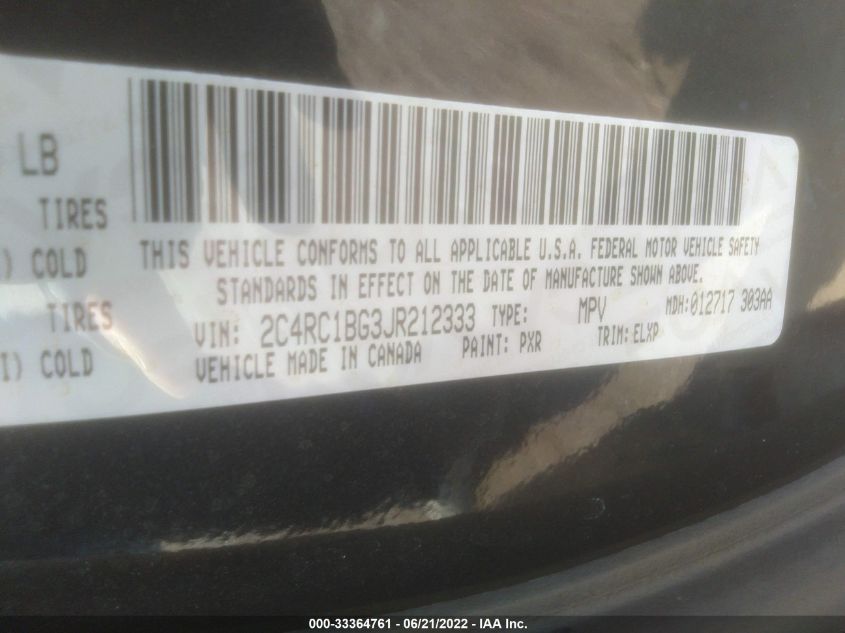 LB
TIRES
) COLD
TIRES
I) COLD
THIS VEHICLE CONFORMS TO ALL APPLICABLE U.S.A. FEDERAL MOTOR VEHICLE SAFETY
STANDARDS IN EFFECT ON THE DATE OF MANUFACTURE SHOWN ABOVE.
VIN: 2C4RC1BG3JR212333 TYPE: MPV MDH:012717 303AA
VEHICLE MADE IN CANADA PAINT: PXR TRIM:ELXP
000-33364761 - 06/21/2022 - IAA Inc.